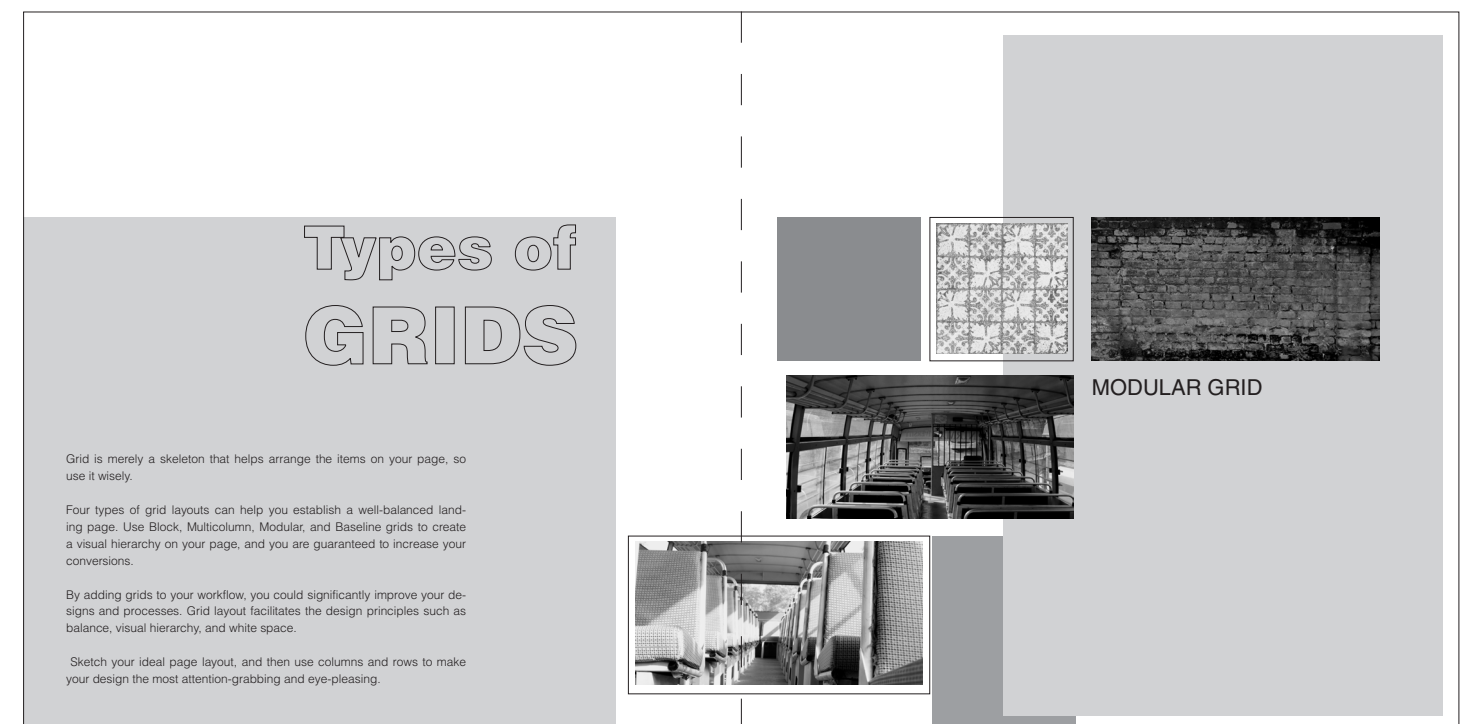 Types of
GRIDS
Grid is merely a skeleton that helps arrange the items on your page, so
use it wisely.
Four types of grid layouts can help you establish a well-balanced land-
ing page. Use Block, Multicolumn, Modular, and Baseline grids to create
a visual hierarchy on your page, and you are guaranteed to increase your
conversions.
By adding grids to your workflow, you could significantly improve your de-
signs and processes. Grid layout facilitates the design principles such as
balance, visual hierarchy, and white space.
Sketch your ideal page layout, and then use columns and rows to make
your design the most attention-grabbing and eye-pleasing.
MODULAR GRID